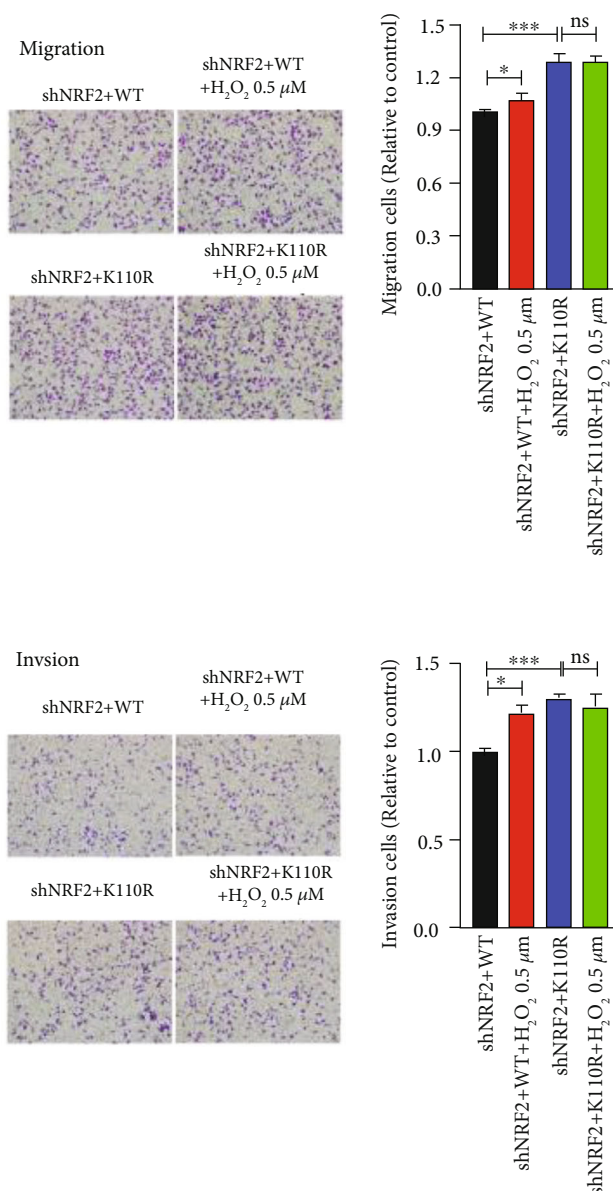 Migration
shNRF2+WT
shNRF2+WT
+H₂O₂ 0.5 μM
shNRF2+K110R
shNRF2+K110R
+H₂O₂ 0.5 μM
Migration cells (Relative to control)
1.5
1.2
0.9
0.6
0.3
0.0
***
*
ns
shNRF2+WT
shNRF2+WT+H₂O₂ 0.5 μm
shNRF2+K110R
shNRF2+K110R+H₂O₂ 0.5 μm
Invsion
shNRF2+WT
shNRF2+WT
+H₂O₂ 0.5 μM
shNRF2+K110R
shNRF2+K110R
+H₂O₂ 0.5 μM
Invasion cells (Relative to control)
1.5
1.0
0.5
0.0
***
*
ns
shNRF2+WT
shNRF2+WT+H₂O₂ 0.5 μm
shNRF2+K110R
shNRF2+K110R+H₂O₂ 0.5 μm